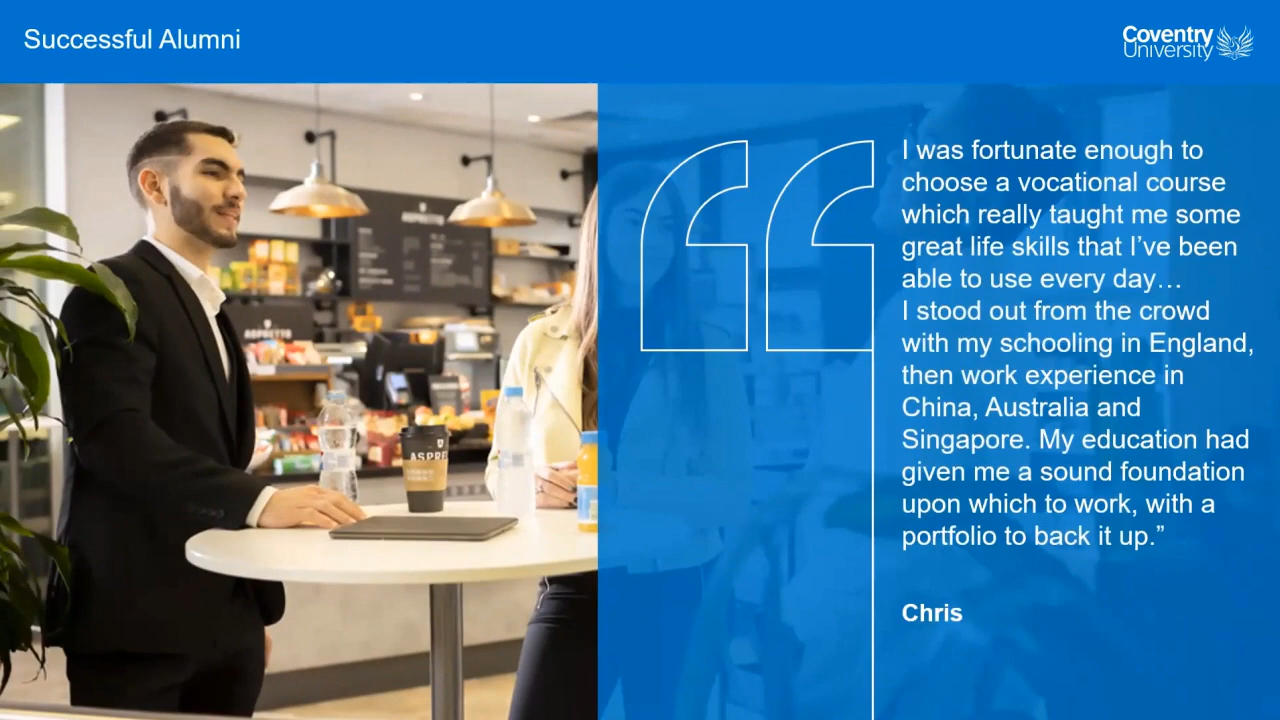 Successful Alumni
Coventry
University
I was fortunate enough to
choose a vocational course
which really taught me some
great life skills that I’ve been
able to use every day…
I stood out from the crowd
with my schooling in England,
then work experience in
China, Australia and
Singapore. My education had
given me a sound foundation
upon which to work, with a
portfolio to back it up.”
Chris
ASPRETTO
ASPRETTO
ASPRE